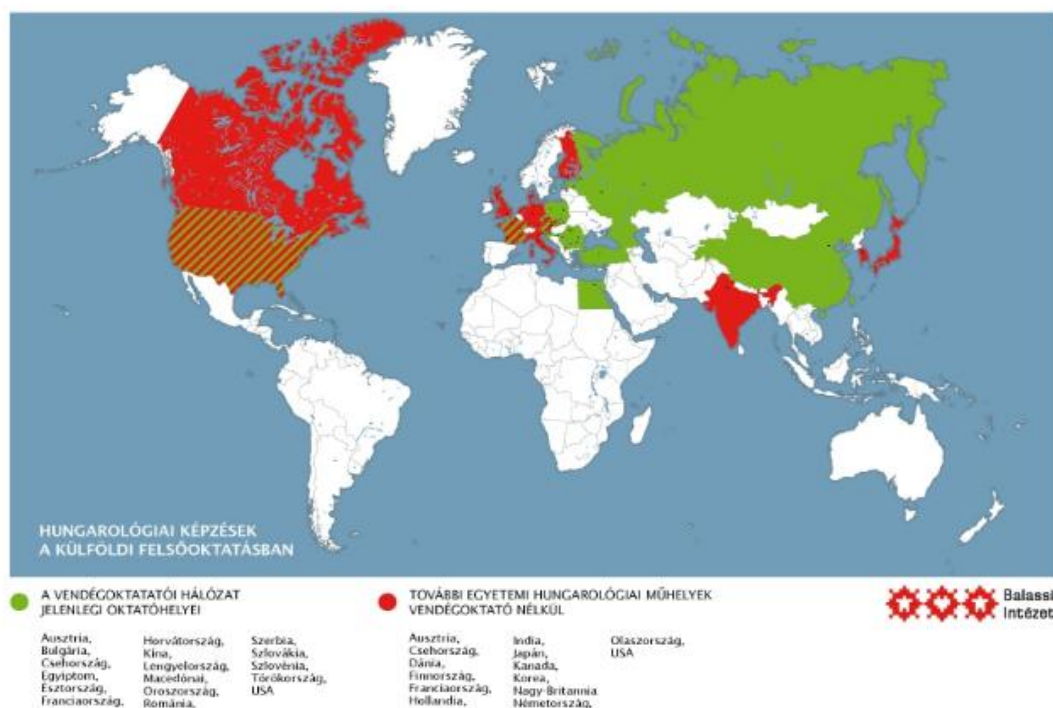 HUNGAROLÓGIAI KÉPZÉSEK
A KÜLFÖLDI FELSŐOKTATÁSBAN
A VENDÉGOKTATATÓI HÁLÓZAT
JELENLEGI OKTATÓHELYEI
Ausztria,
Bulgária,
Csehország,
Egyiptom,
Észtország,
Franciaország,
Horvátország,
Kína,
Lengyelország,
Macedónai,
Oroszország,
Románia,
Szerbia,
Szlovákia,
Szlovénia,
Törökország,
USA
TOVÁBBI EGYETEMI HUNGAROLÓGIAI MŰHELYEK
VENDÉGOKTATÓ NÉLKÜL
Ausztria,
Csehország,
Dánia,
Finnország,
Franciaország,
Hollandia,
India,
Japán,
Kanada,
Korea,
Nagy-Britannia
Németország,
Olaszország,
USA
Balassi
Intézet